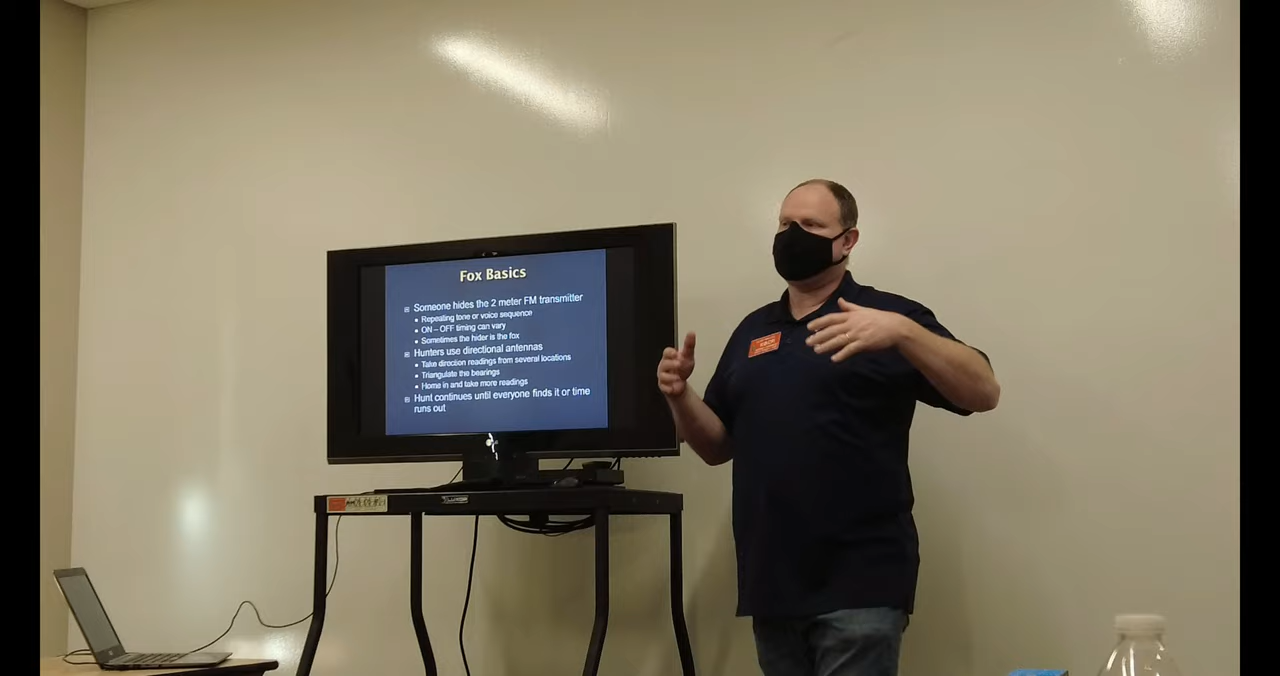 Fox Basics
Someone hides the 2 meter FM transmitter
Repeating tone or voice sequence
ON – OFF timing can vary
Sometimes the hider is the fox
Hunters use directional antennas
Take direction readings from several locations
Triangulate the bearings
Home in and take more readings
Hunt continues until everyone finds it or time
runs out